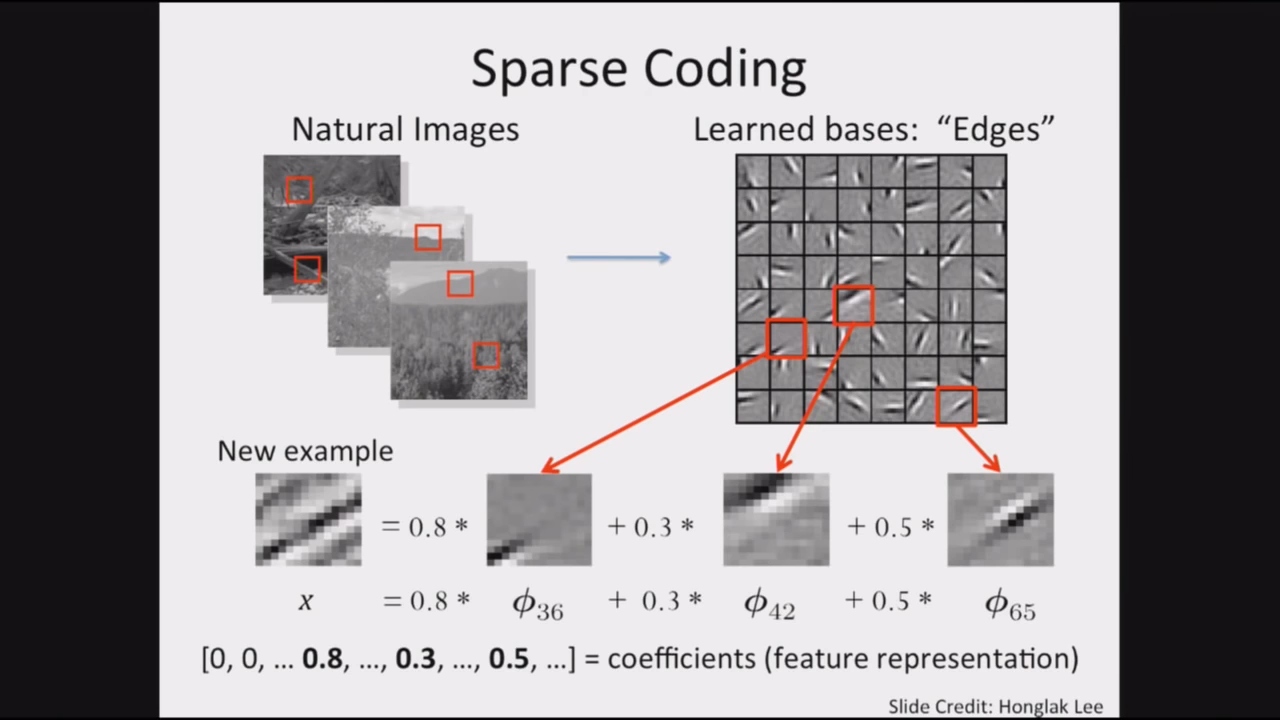 Sparse Coding
Natural Images
Learned bases: “Edges”
New example
= 0.8 * + 0.3 * + 0.5 *
x = 0.8 * ϕ₃₆ + 0.3 * ϕ₄₂ + 0.5 * ϕ₆₅
[0, 0, … 0.8, …, 0.3, …, 0.5, …] = coefficients (feature representation)
Slide Credit: Honglak Lee